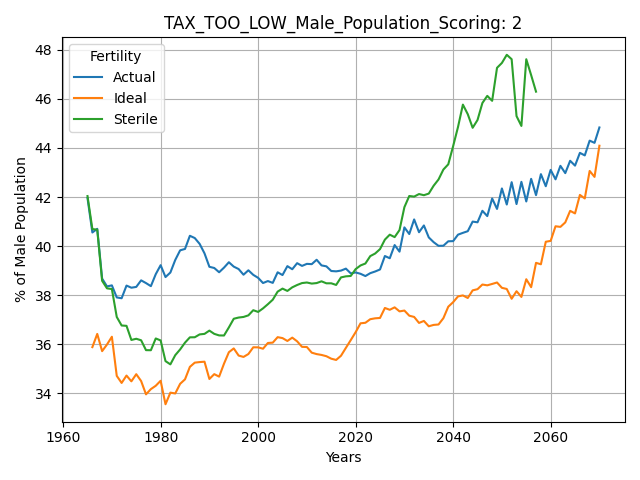 TAX_TOO_LOW_Male_Population_Scoring: 2
% of Male Population
48
46
44
42
40
38
36
34
Fertility
Actual
Ideal
Sterile
1960
1980
2000
2020
2040
2060
Years